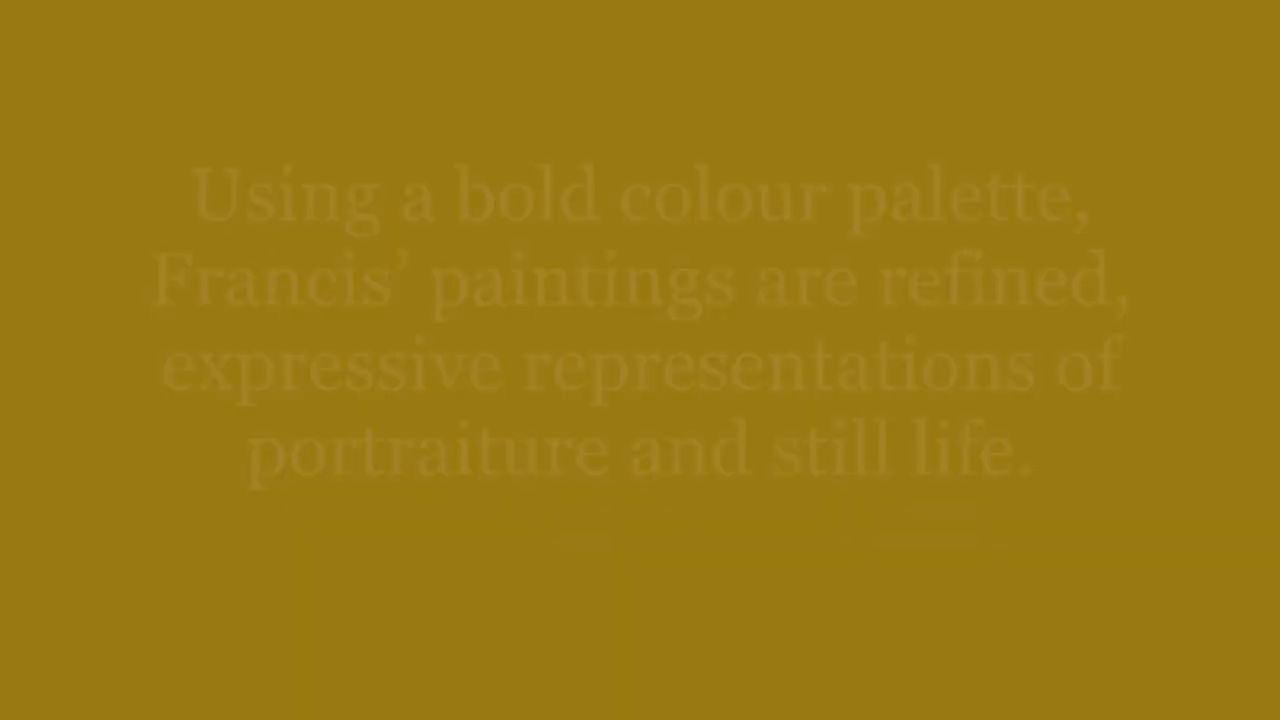 Using a bold colour palette,
Francis’ paintings are refined,
expressive representations of
portraiture and still life.